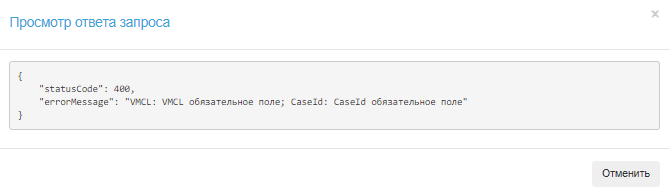 Просмотр ответа запроса
×
{
    "statusCode": 400,
    "errorMessage": "VMCL: VMCL обязательное поле; CaseId: CaseId обязательное поле"
}
Отменить